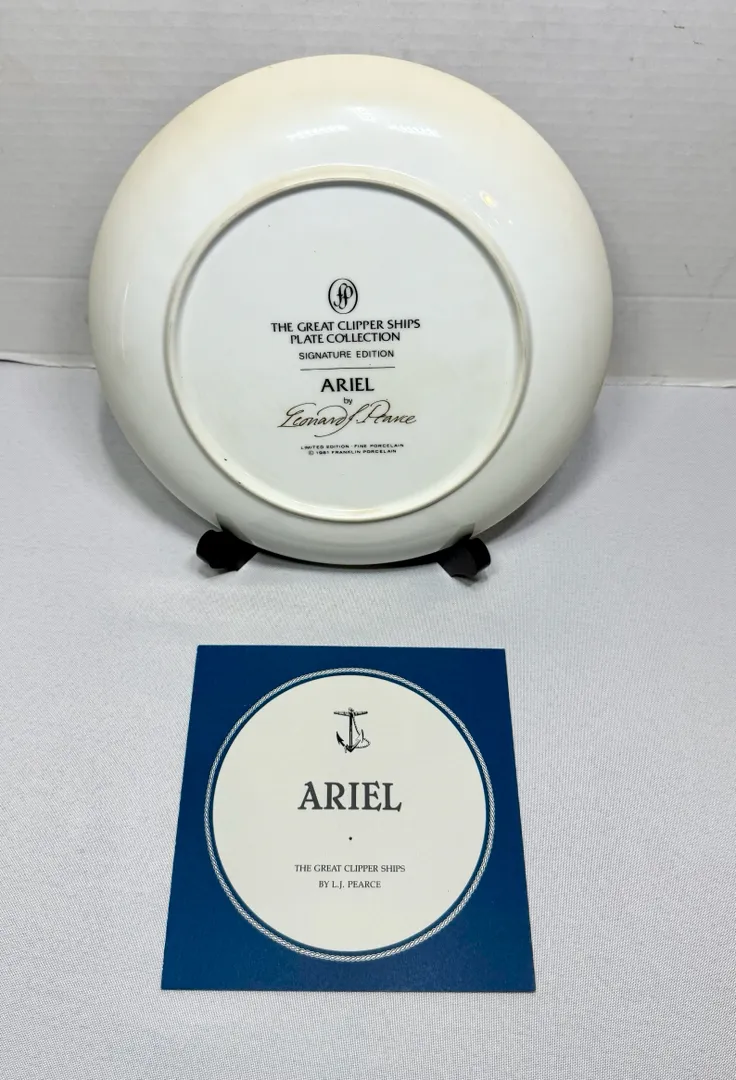 FP
THE GREAT CLIPPER SHIPS
PLATE COLLECTION
SIGNATURE EDITION
ARIEL
by
Leonard J. Pearce
LIMITED EDITION · FINE PORCELAIN
© 1981 FRANKLIN PORCELAIN
ARIEL
THE GREAT CLIPPER SHIPS
BY L.J. PEARCE